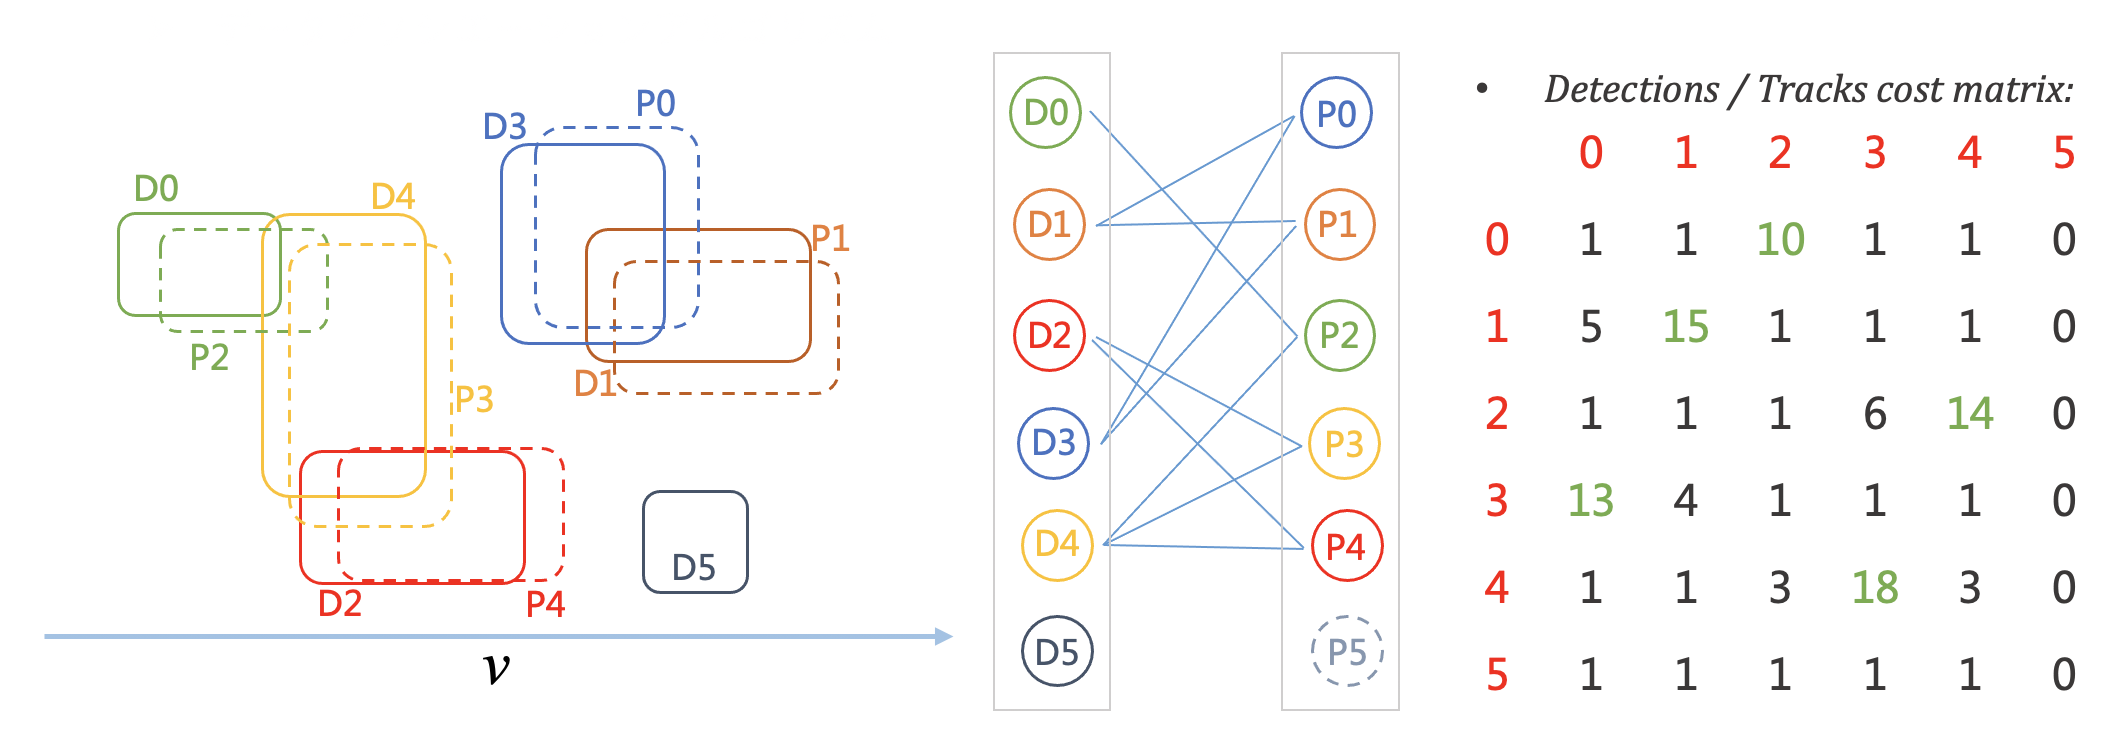 D0
D4
D3
P0
P1
P2
P3
D1
D2
P4
D5
v
D0
D1
D2
D3
D4
D5
P0
P1
P2
P3
P4
P5
• Detections / Tracks cost matrix:
0 1 2 3 4 5
0 1 1 10 1 1 0
1 5 15 1 1 1 0
2 1 1 1 6 14 0
3 13 4 1 1 1 0
4 1 1 3 18 3 0
5 1 1 1 1 1 0